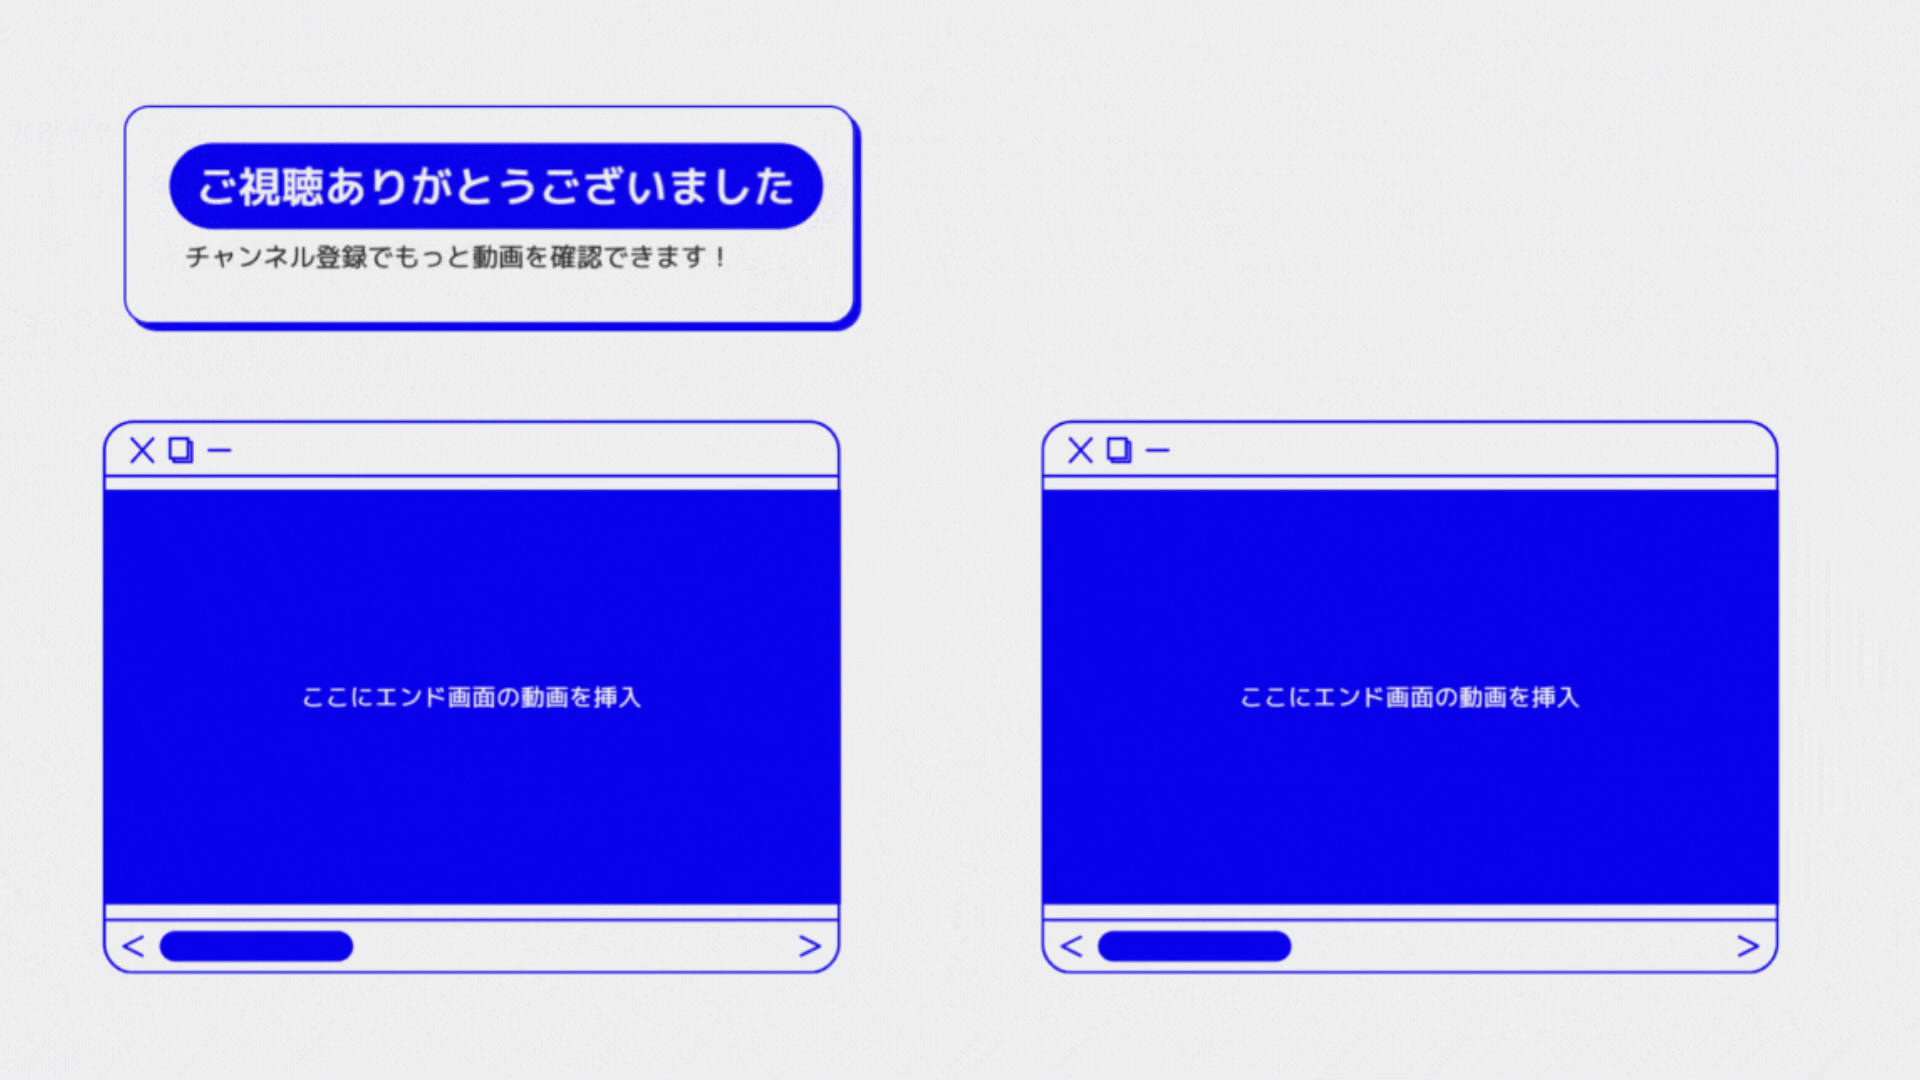 ご視聴ありがとうございました
チャンネル登録でもっと動画を確認できます！
ここにエンド画面の動画を挿入
ここにエンド画面の動画を挿入